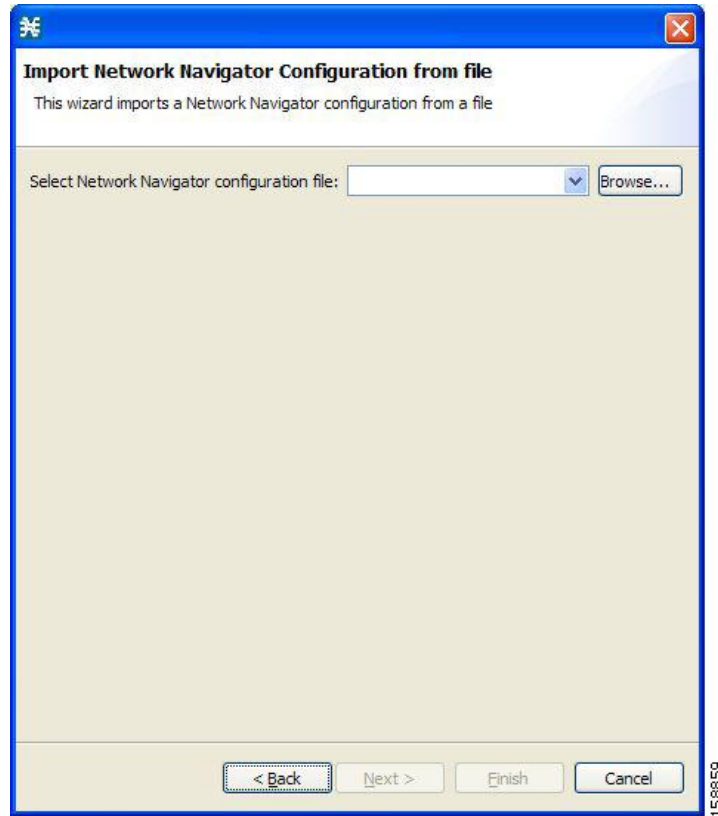 Import Network Navigator Configuration from file
This wizard imports a Network Navigator configuration from a file
Select Network Navigator configuration file: Browse...
< Back Next > Finish Cancel
158859